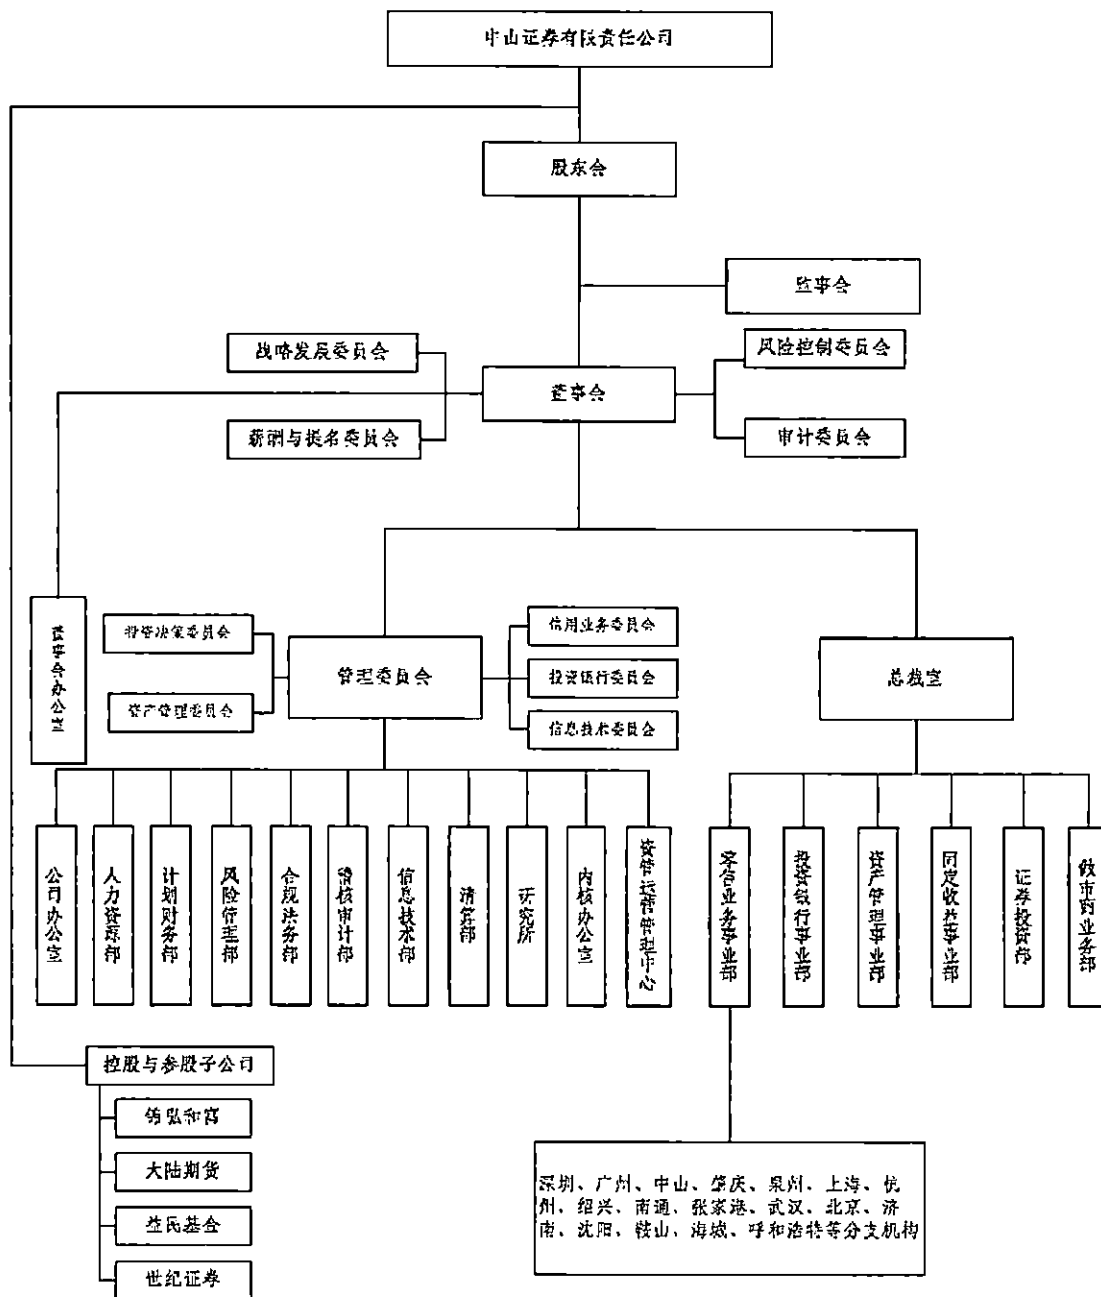 中山证券有限责任公司
股东会
监事会
战略发展委员会
风险控制委员会
董事会
薪酬与提名委员会
审计委员会
董事会办公室
投资决策委员会
资产管理委员会
管理委员会
信用业务委员会
投资银行委员会
信息技术委员会
总裁室
公司办公室
人力资源部
计划财务部
风险管理部
合规法务部
稽核审计部
信息技术部
清算部
研究所
内核办公室
资管运营管理中心
零售业务事业部
投资银行事业部
资产管理事业部
固定收益事业部
证券投资部
做市商业务部
控股与参股子公司
锦弘和富
大陆期货
益民基金
世纪证券
深圳、广州、中山、肇庆、泉州、上海、杭
州、绍兴、南通、张家港、武汉、北京、济
南、沈阳、鞍山、海城、呼和浩特等分支机构